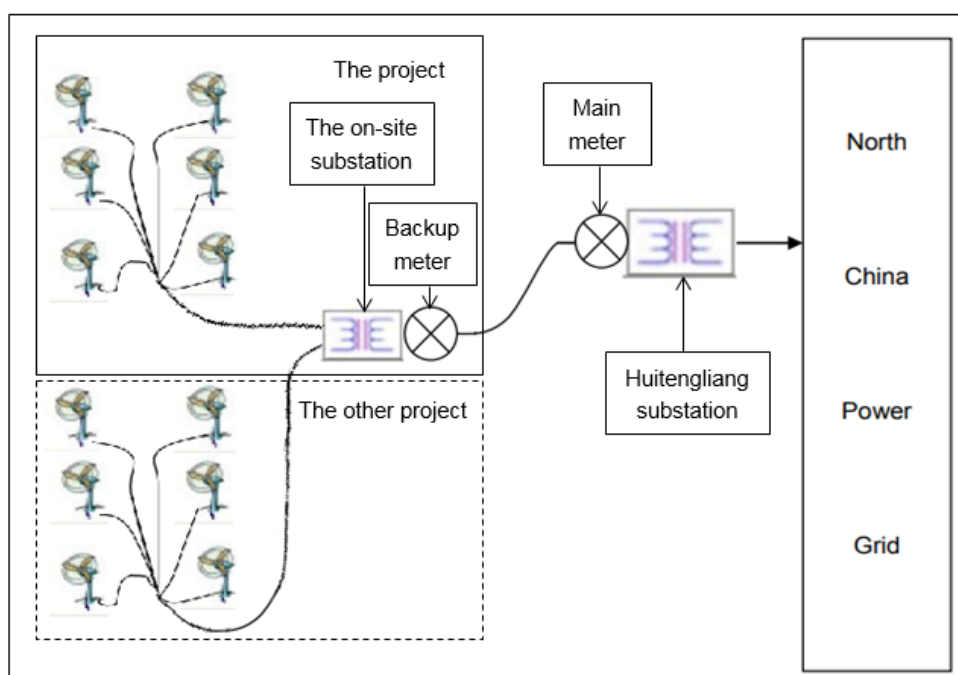 The project
The on-site
substation
Backup
meter
Main
meter
Huitengliang
substation
North
China
Power
Grid
The other project